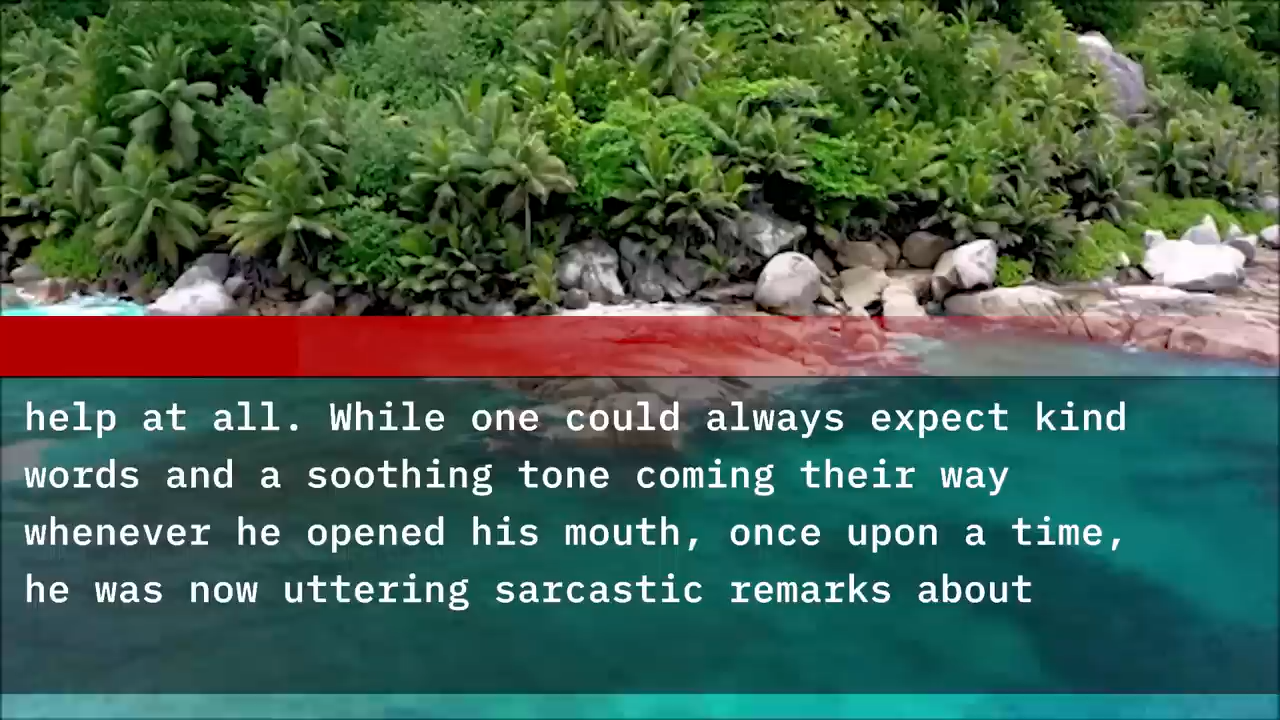 help at all. While one could always expect kind
words and a soothing tone coming their way
whenever he opened his mouth, once upon a time,
he was now uttering sarcastic remarks about